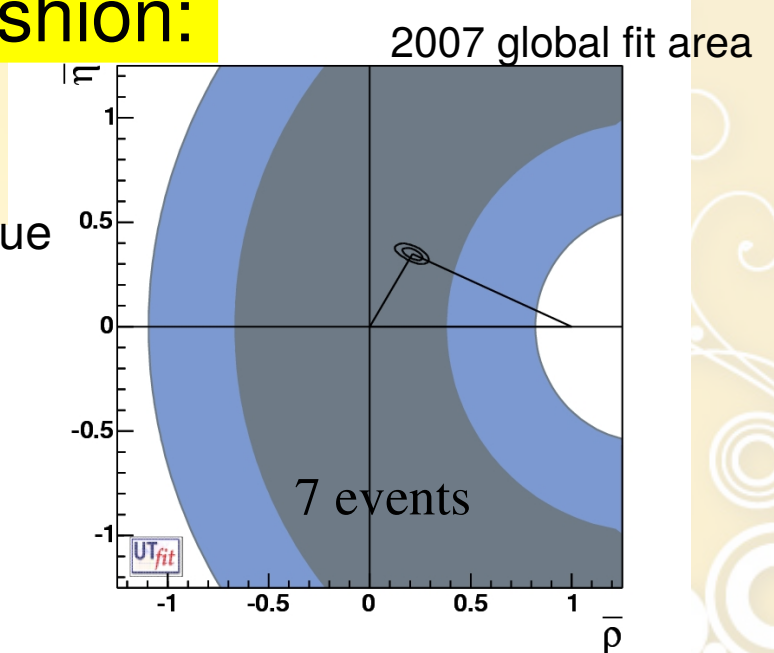 shion:
2007 global fit area
η̅
1
ue
0.5
0
-0.5
7 events
-1
UTfit
-1 -0.5 0 0.5 1
ρ̅